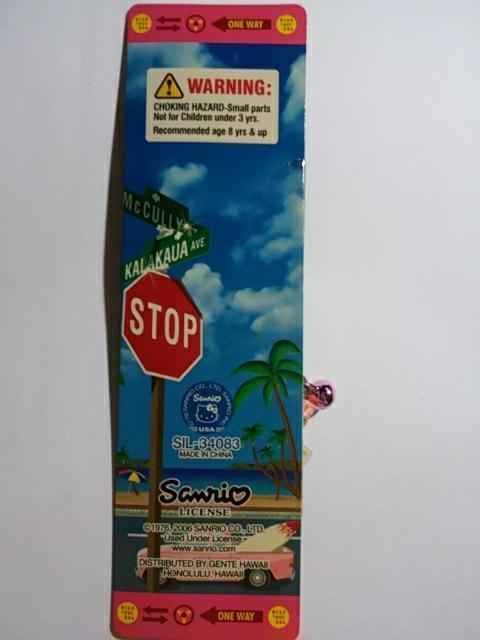 ONE WAY
WARNING:
CHOKING HAZARD-Small parts
Not for Children under 3 yrs.
Recommended age 8 yrs & up
McCULLY
KALAKAUA AVE.
STOP
Sanrio
USA
SIL-34083
MADE IN CHINA
Sanrio
LICENSE
©1976, 2006 SANRIO CO., LTD.
Used Under License
www.sanrio.com
DISTRIBUTED BY GENTE HAWAII
HONOLULU, HAWAII
ONE WAY